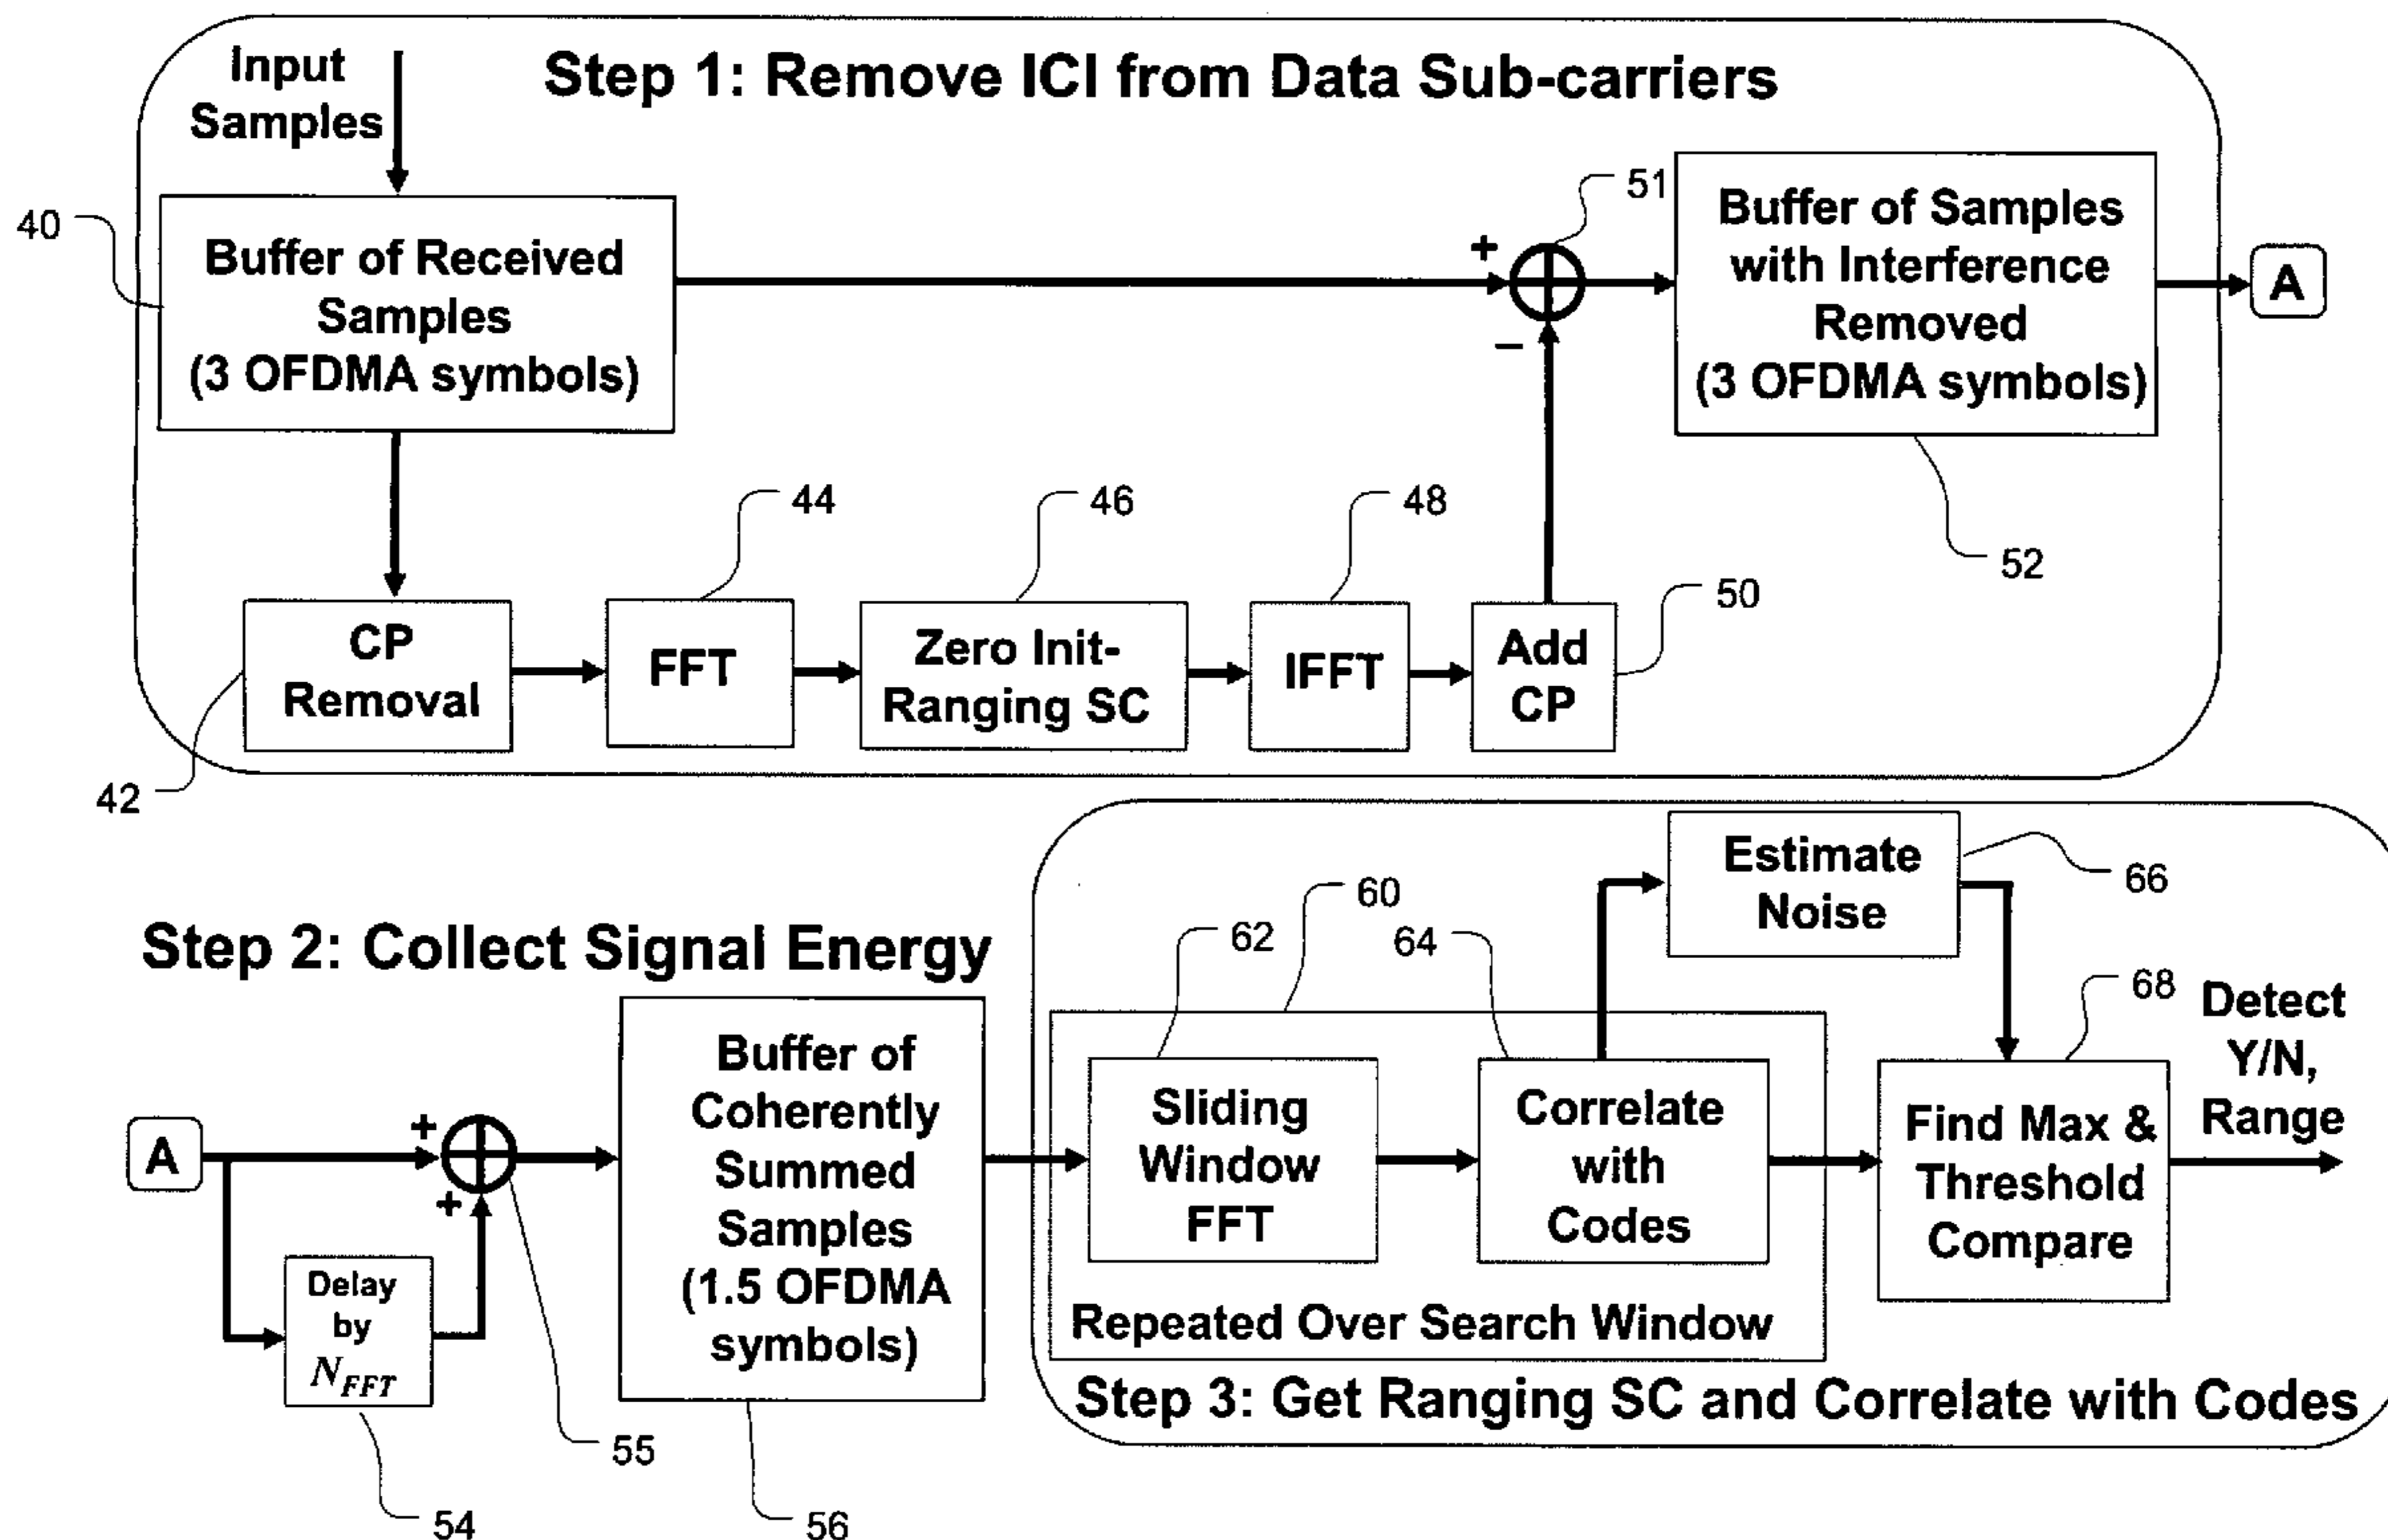 Input
Samples
Step 1: Remove ICI from Data Sub-carriers
40
Buffer of Received
Samples
(3 OFDMA symbols)
+
−
51
Buffer of Samples
with Interference
Removed
(3 OFDMA symbols)
A
52
42
CP
Removal
44
FFT
46
Zero Init-
Ranging SC
48
IFFT
50
Add
CP
Step 2: Collect Signal Energy
A
+
+
55
Delay
by
N_FFT
54
Buffer of
Coherently
Summed
Samples
(1.5 OFDMA
symbols)
56
60
62
Sliding
Window
FFT
64
Correlate
with
Codes
Repeated Over Search Window
Estimate
Noise
66
68
Find Max &
Threshold
Compare
Detect
Y/N,
Range
Step 3: Get Ranging SC and Correlate with Codes